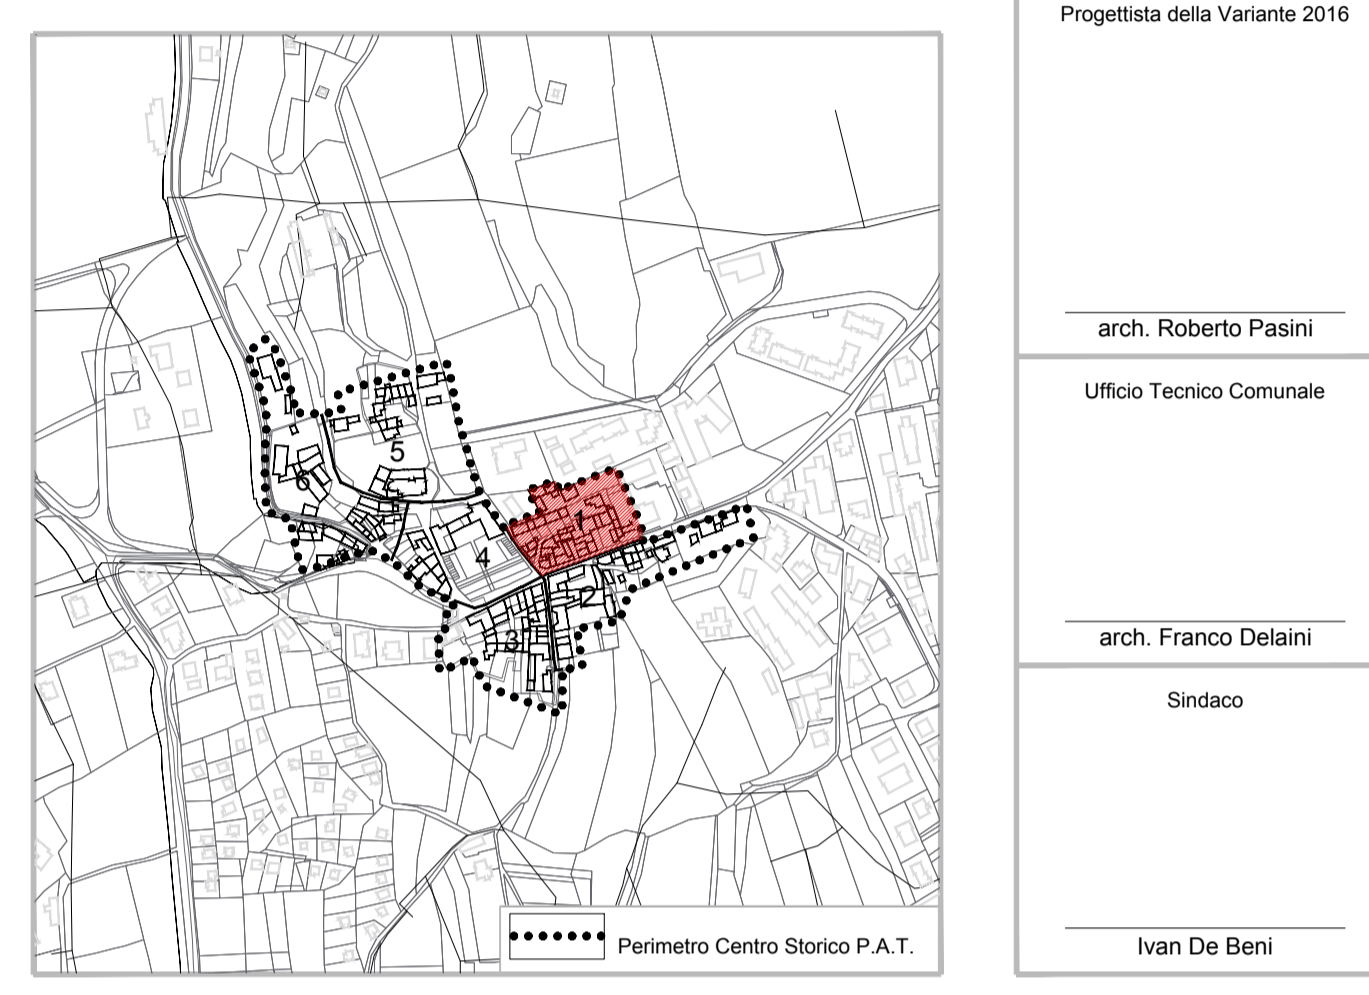 Progettista della Variante 2016
arch. Roberto Pasini
Ufficio Tecnico Comunale
arch. Franco Delaini
Sindaco
Ivan De Beni
5
6
1
4
2
3
Perimetro Centro Storico P.A.T.